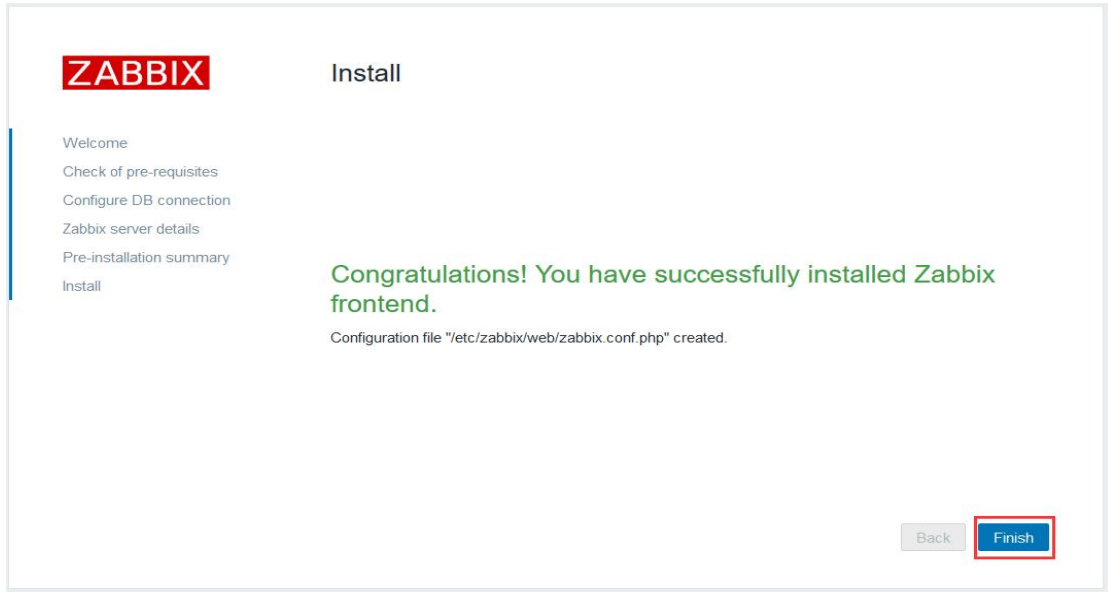 ZABBIX
Install
Welcome
Check of pre-requisites
Configure DB connection
Zabbix server details
Pre-installation summary
Install
Congratulations! You have successfully installed Zabbix
frontend.
Configuration file "/etc/zabbix/web/zabbix.conf.php" created.
Back
Finish